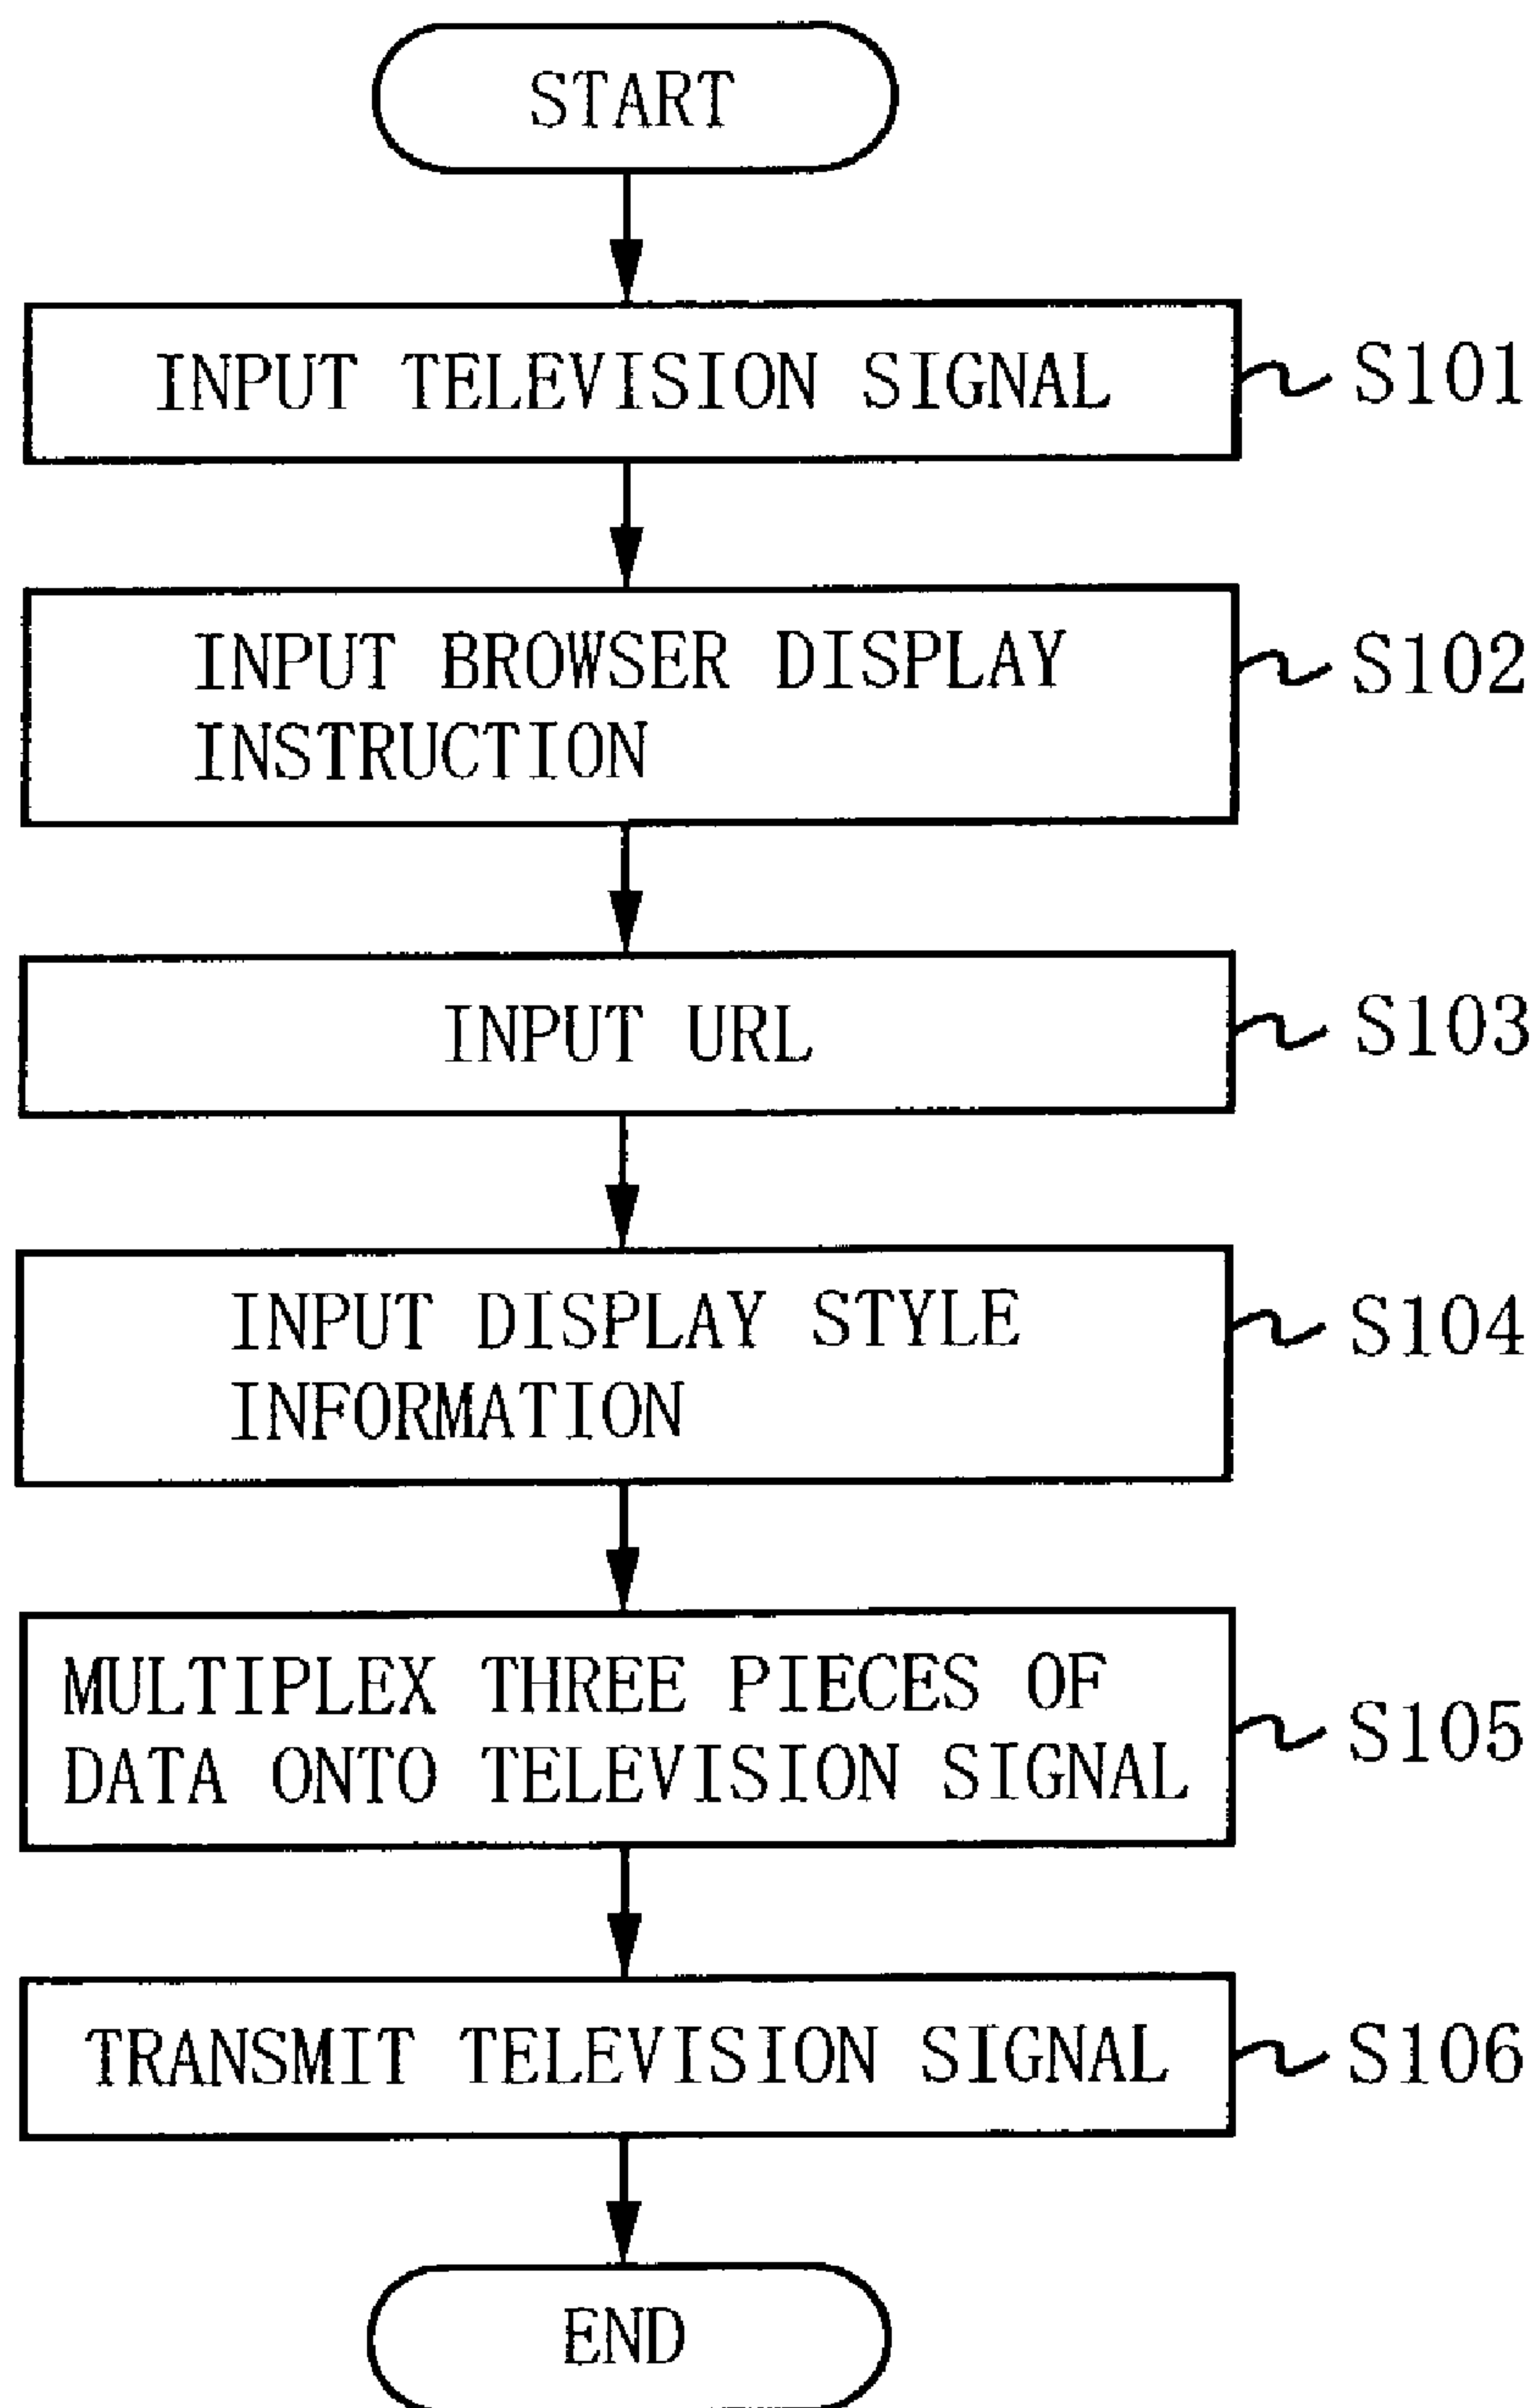 START
INPUT TELEVISION SIGNAL
S101
INPUT BROWSER DISPLAY
INSTRUCTION
S102
INPUT URL
S103
INPUT DISPLAY STYLE
INFORMATION
S104
MULTIPLEX THREE PIECES OF
DATA ONTO TELEVISION SIGNAL
S105
TRANSMIT TELEVISION SIGNAL
S106
END